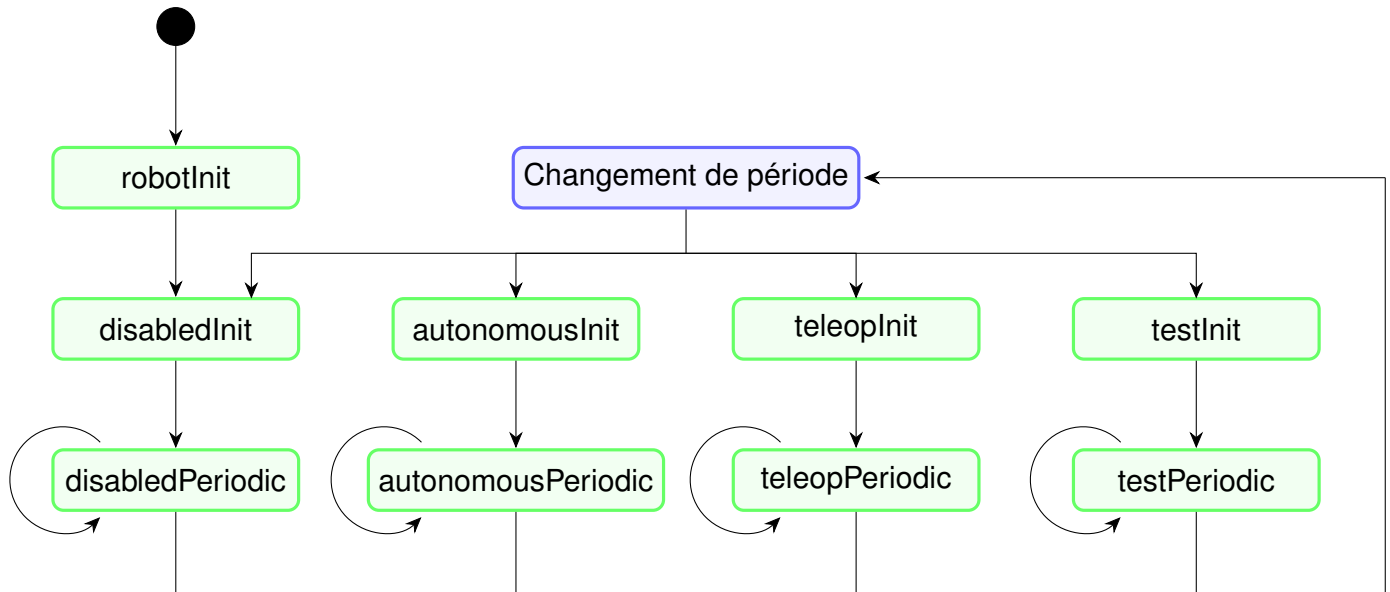 robotInit
Changement de période
disabledInit
autonomousInit
teleopInit
testInit
disabledPeriodic
autonomousPeriodic
teleopPeriodic
testPeriodic